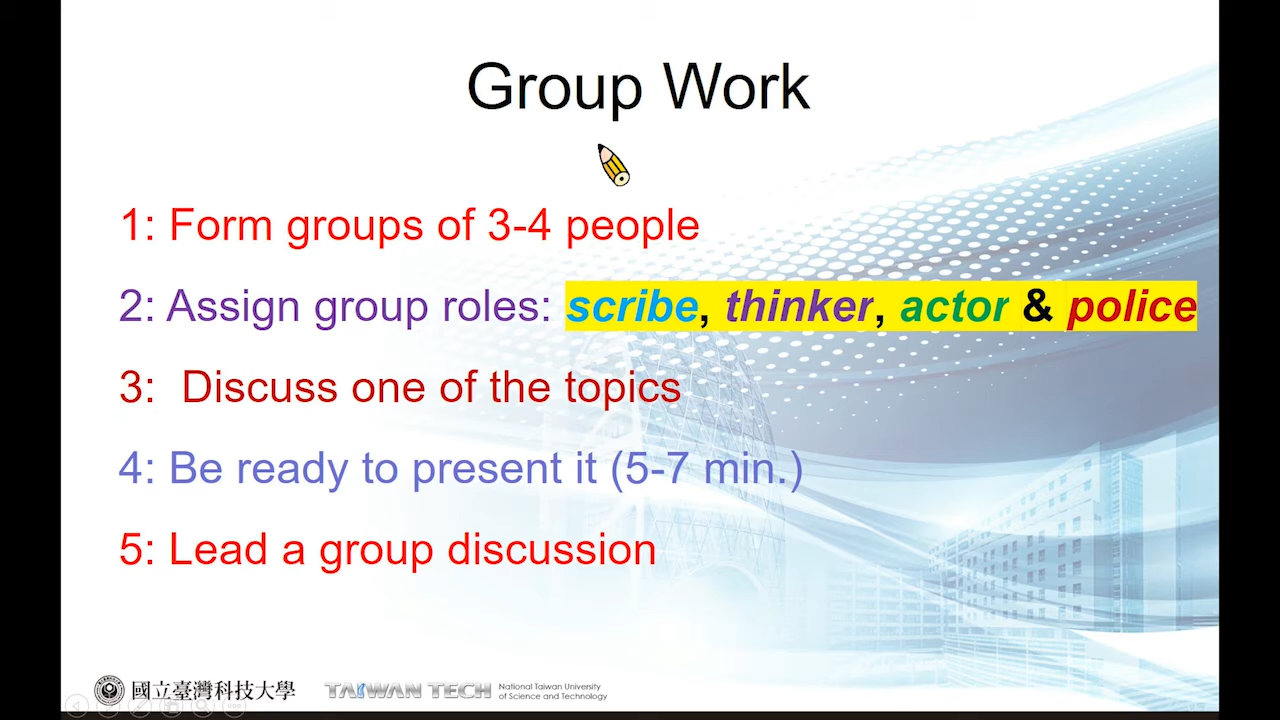 Group Work
1: Form groups of 3-4 people
2: Assign group roles: scribe, thinker, actor & police
3: Discuss one of the topics
4: Be ready to present it (5-7 min.)
5: Lead a group discussion
國立臺灣科技大學
TAIWAN TECH
National Taiwan University
of Science and Technology